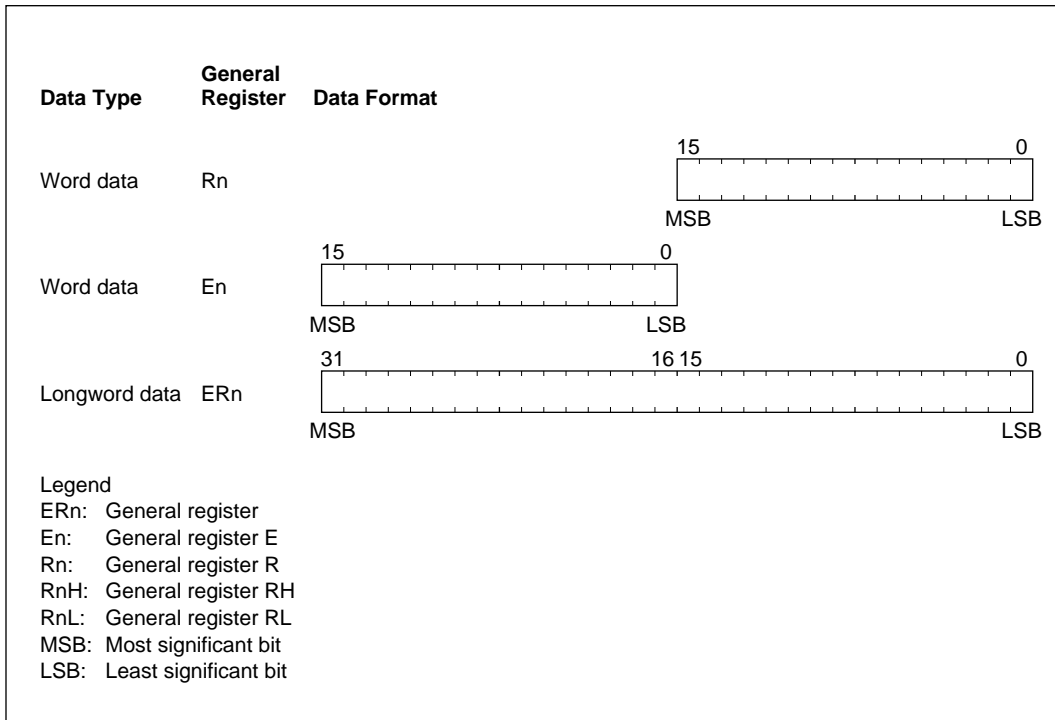 General
Data Type Register Data Format
15 0
Word data Rn
MSB LSB
15 0
Word data En
MSB LSB
31 16 15 0
Longword data ERn
MSB LSB
Legend
ERn: General register
En: General register E
Rn: General register R
RnH: General register RH
RnL: General register RL
MSB: Most significant bit
LSB: Least significant bit